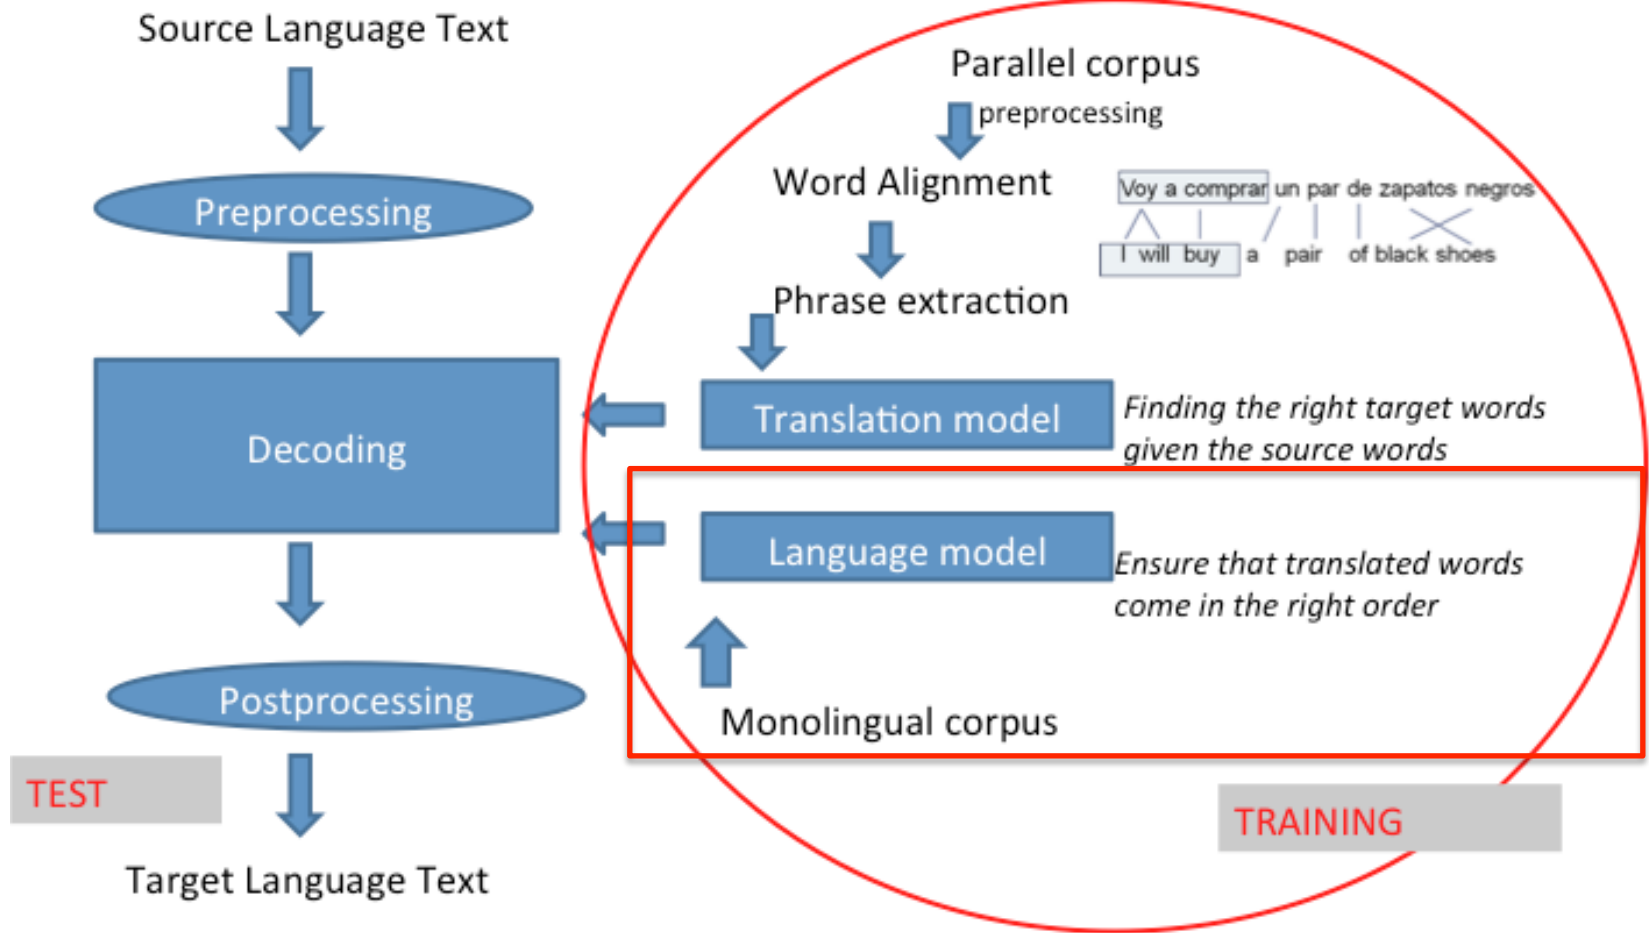 Source Language Text
Preprocessing
Decoding
Postprocessing
TEST
Target Language Text
Parallel corpus
preprocessing
Word Alignment
Voy a comprar un par de zapatos negros
I will buy a pair of black shoes
Phrase extraction
Translation model
Finding the right target words
given the source words
Language model
Ensure that translated words
come in the right order
Monolingual corpus
TRAINING